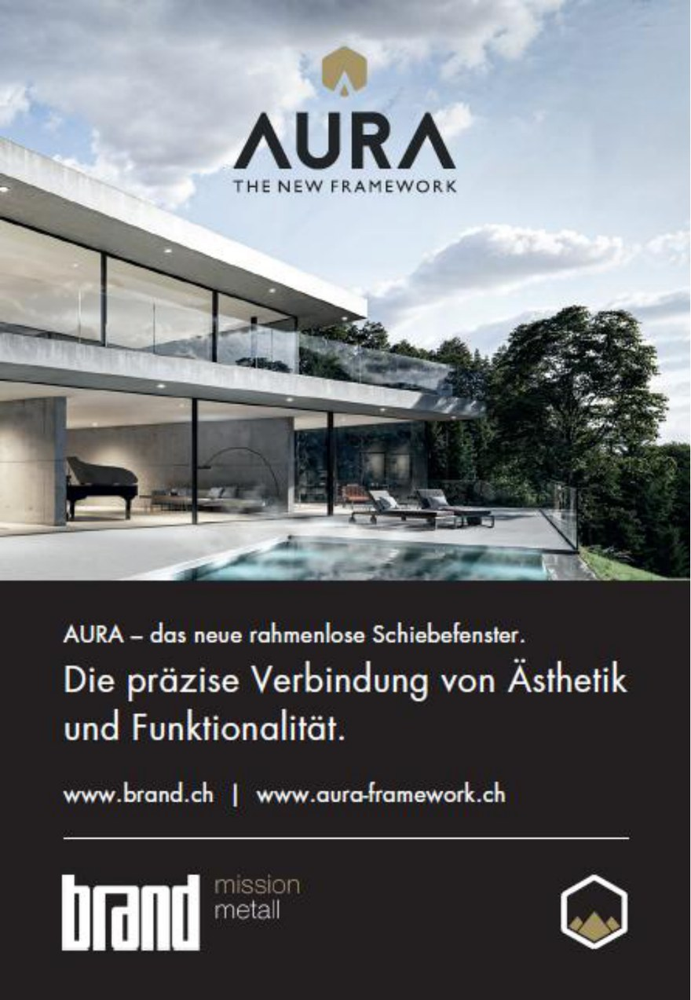 AURA
THE NEW FRAMEWORK
AURA – das neue rahmenlose Schiebefenster.
Die präzise Verbindung von Ästhetik
und Funktionalität.
www.brand.ch | www.aura-framework.ch
brand
mission
metall